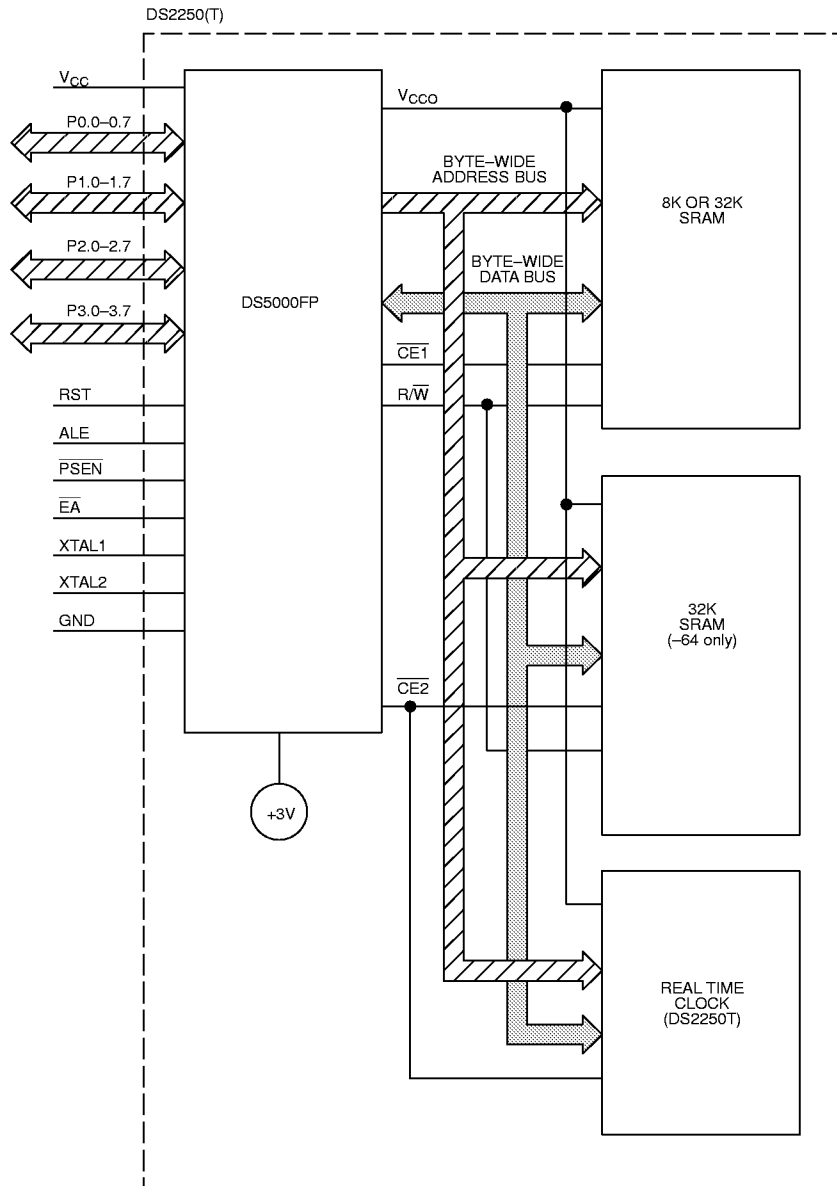 DS2250(T)
VCC
P0.0–0.7
P1.0–1.7
P2.0–2.7
P3.0–3.7
RST
ALE
PSEN
EA
XTAL1
XTAL2
GND
DS5000FP
+3V
VCCO
BYTE–WIDE
ADDRESS BUS
BYTE–WIDE
DATA BUS
CE1
R/W
CE2
8K OR 32K
SRAM
32K
SRAM
(–64 only)
REAL TIME
CLOCK
(DS2250T)